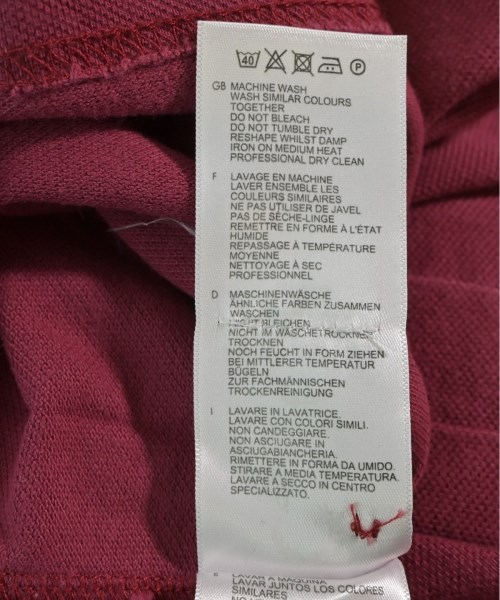 40 P
GB MACHINE WASH
WASH SIMILAR COLOURS
TOGETHER
DO NOT BLEACH
DO NOT TUMBLE DRY
RESHAPE WHILST DAMP
IRON ON MEDIUM HEAT
PROFESSIONAL DRY CLEAN
F LAVAGE EN MACHINE
LAVER ENSEMBLE LES
COULEURS SIMILAIRES
NE PAS UTILISER DE JAVEL
PAS DE SÈCHE-LINGE
REMETTRE EN FORME À L'ÉTAT
HUMIDE
REPASSAGE À TEMPÉRATURE
MOYENNE
NETTOYAGE À SEC
PROFESSIONNEL
D MASCHINENWÄSCHE
ÄHNLICHE FARBEN ZUSAMMEN
WASCHEN
NICHT BLEICHEN
NICHT IM WÄSCHETROCKNER
TROCKNEN
NOCH FEUCHT IN FORM ZIEHEN
BEI MITTLERER TEMPERATUR
BÜGELN
ZUR FACHMÄNNISCHEN
TROCKENREINIGUNG
I LAVARE IN LAVATRICE.
LAVARE CON COLORI SIMILI.
NON CANDEGGIARE.
NON ASCIUGARE IN
ASCIUGABIANCHERIA.
RIMETTERE IN FORMA DA UMIDO.
STIRARE A MEDIA TEMPERATURA.
LAVARE A SECCO IN CENTRO
SPECIALIZZATO.
LAVAR A MÁQUINA
LAVAR JUNTOS LOS COLORES
SIMILARES